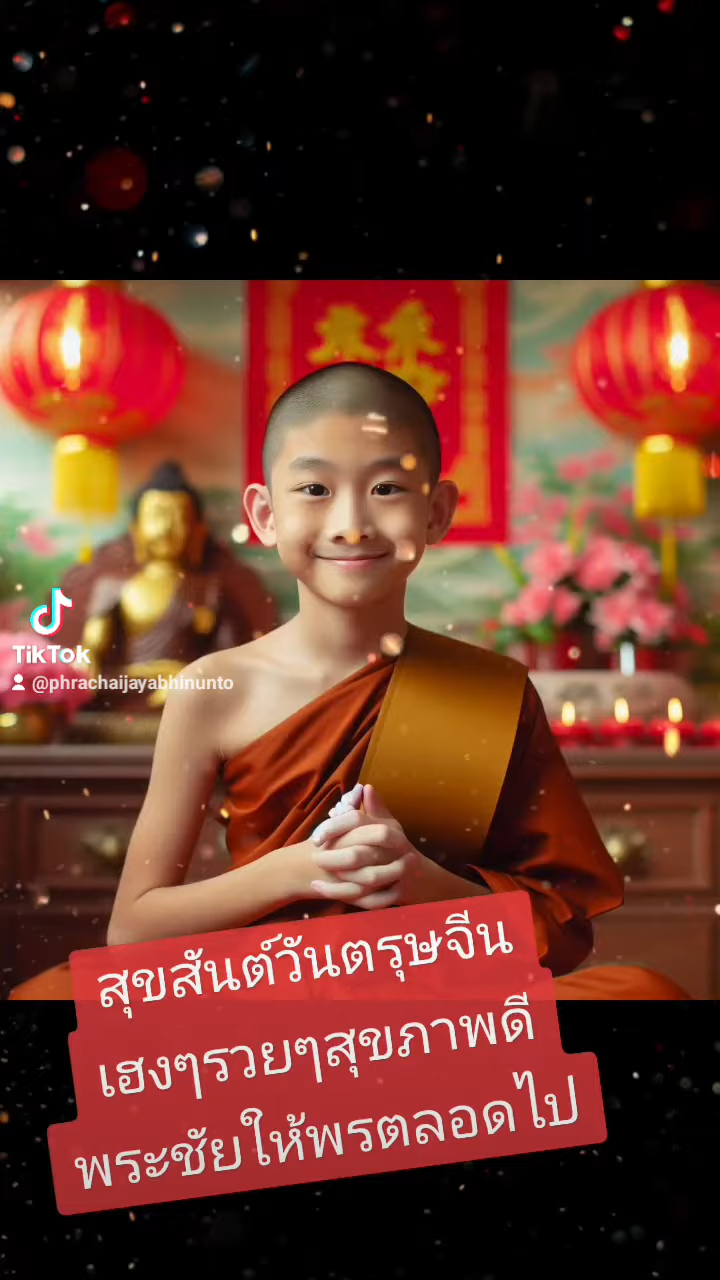 TikTok
@phrachaijayabhinunto
สุขสันต์วันตรุษจีน
เฮงๆรวยๆสุขภาพดี
พระชัยให้พรตลอดไป